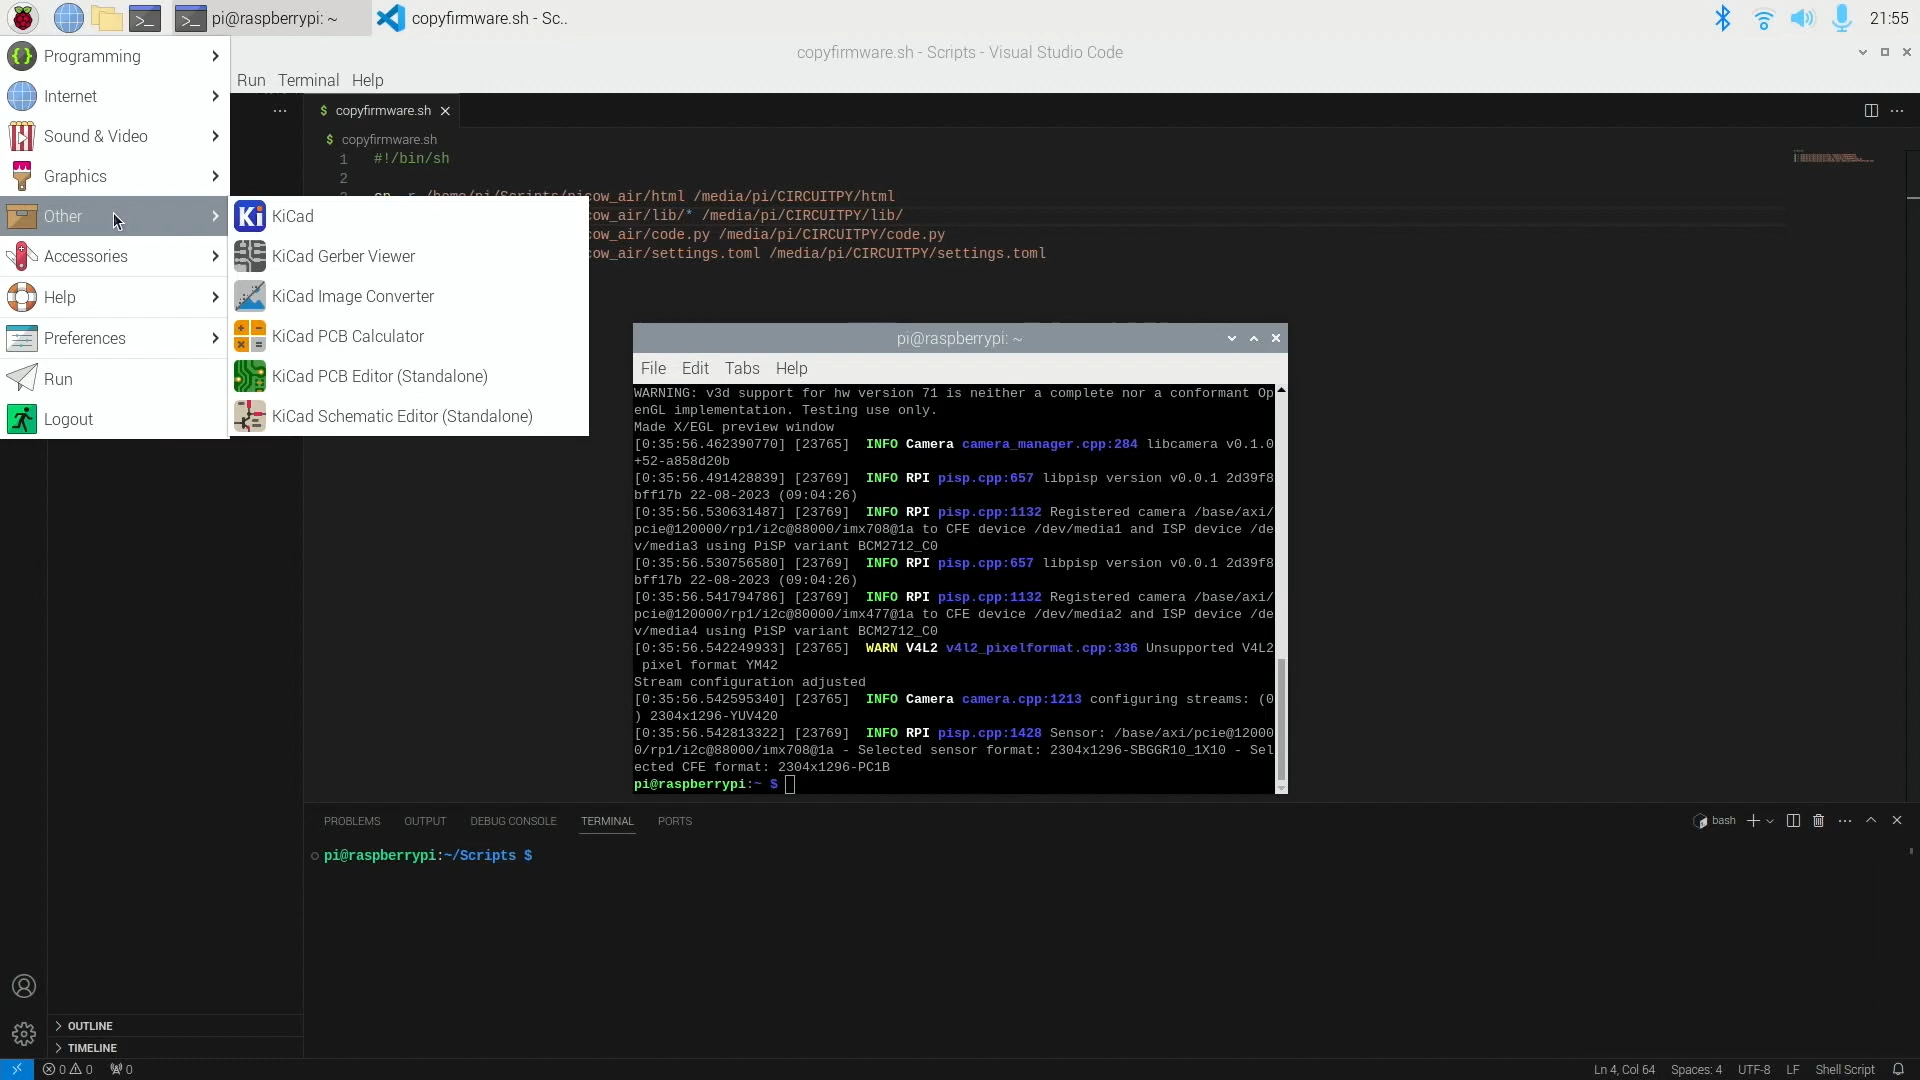 pi@raspberrypi: ~
copyfirmware.sh - Sc..
21:55
copyfirmware.sh - Scripts - Visual Studio Code
Run Terminal Help
Programming
Internet
Sound & Video
Graphics
Other
Accessories
Help
Preferences
Run
Logout
KiCad
KiCad Gerber Viewer
KiCad Image Converter
KiCad PCB Calculator
KiCad PCB Editor (Standalone)
KiCad Schematic Editor (Standalone)
$ copyfirmware.sh
$ copyfirmware.sh
1 #!/bin/sh
2
/home/pi/Scripts/picow_air/html /media/pi/CIRCUITPY/html
cow_air/lib/* /media/pi/CIRCUITPY/lib/
cow_air/code.py /media/pi/CIRCUITPY/code.py
cow_air/settings.toml /media/pi/CIRCUITPY/settings.toml
pi@raspberrypi: ~
File Edit Tabs Help
WARNING: v3d support for hw version 71 is neither a complete nor a conformant Op
enGL implementation. Testing use only.
Made X/EGL preview window
[0:35:56.462390770] [23765] INFO Camera camera_manager.cpp:284 libcamera v0.1.0
+52-a858d20b
[0:35:56.491428839] [23769] INFO RPI pisp.cpp:657 libpisp version v0.0.1 2d39f8
bff17b 22-08-2023 (09:04:26)
[0:35:56.530631487] [23769] INFO RPI pisp.cpp:1132 Registered camera /base/axi/
pcie@120000/rp1/i2c@88000/imx708@1a to CFE device /dev/media1 and ISP device /de
v/media3 using PiSP variant BCM2712_C0
[0:35:56.530756580] [23769] INFO RPI pisp.cpp:657 libpisp version v0.0.1 2d39f8
bff17b 22-08-2023 (09:04:26)
[0:35:56.541794786] [23769] INFO RPI pisp.cpp:1132 Registered camera /base/axi/
pcie@120000/rp1/i2c@80000/imx477@1a to CFE device /dev/media2 and ISP device /de
v/media4 using PiSP variant BCM2712_C0
[0:35:56.542249933] [23765] WARN V4L2 v4l2_pixelformat.cpp:336 Unsupported V4L2
pixel format YM42
Stream configuration adjusted
[0:35:56.542595340] [23765] INFO Camera camera.cpp:1213 configuring streams: (0
) 2304x1296-YUV420
[0:35:56.542813322] [23769] INFO RPI pisp.cpp:1428 Sensor: /base/axi/pcie@12000
0/rp1/i2c@88000/imx708@1a - Selected sensor format: 2304x1296-SBGGR10_1X10 - Sel
ected CFE format: 2304x1296-PC1B
pi@raspberrypi:~ $
PROBLEMS OUTPUT DEBUG CONSOLE TERMINAL PORTS
bash
pi@raspberrypi:~/Scripts $
OUTLINE
TIMELINE
0 0 0
Ln 4, Col 64 Spaces: 4 UTF-8 LF Shell Script